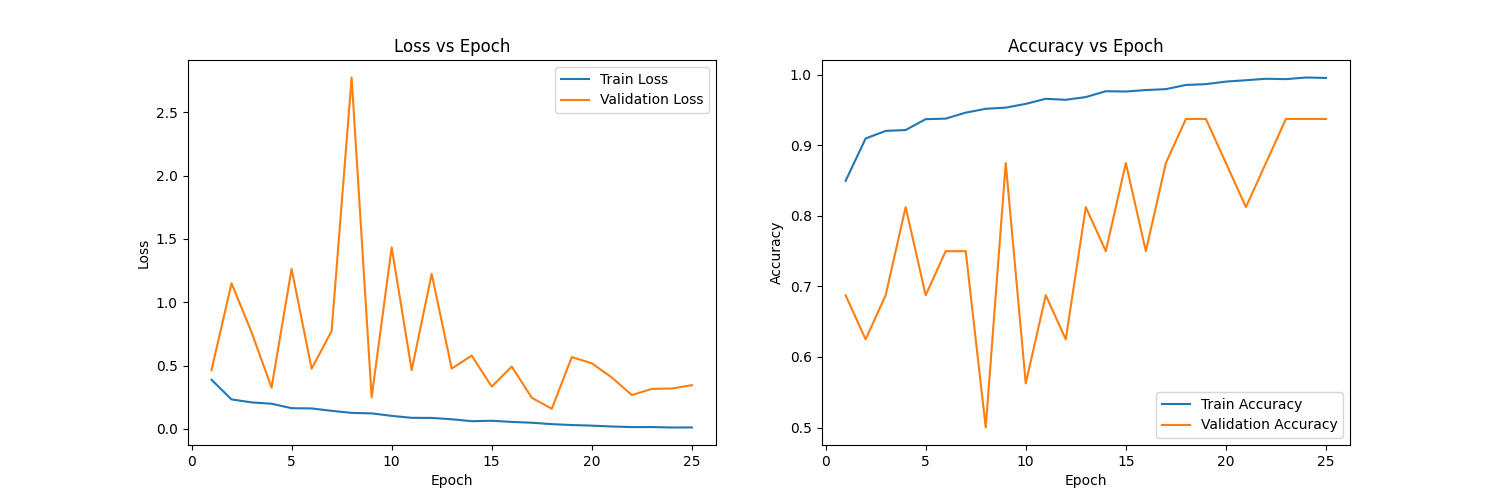 Loss vs Epoch
Train Loss
Validation Loss
2.5
2.0
1.5
1.0
0.5
0.0
Loss
0 5 10 15 20 25
Epoch
Accuracy vs Epoch
1.0
0.9
0.8
0.7
0.6
0.5
Accuracy
Train Accuracy
Validation Accuracy
0 5 10 15 20 25
Epoch